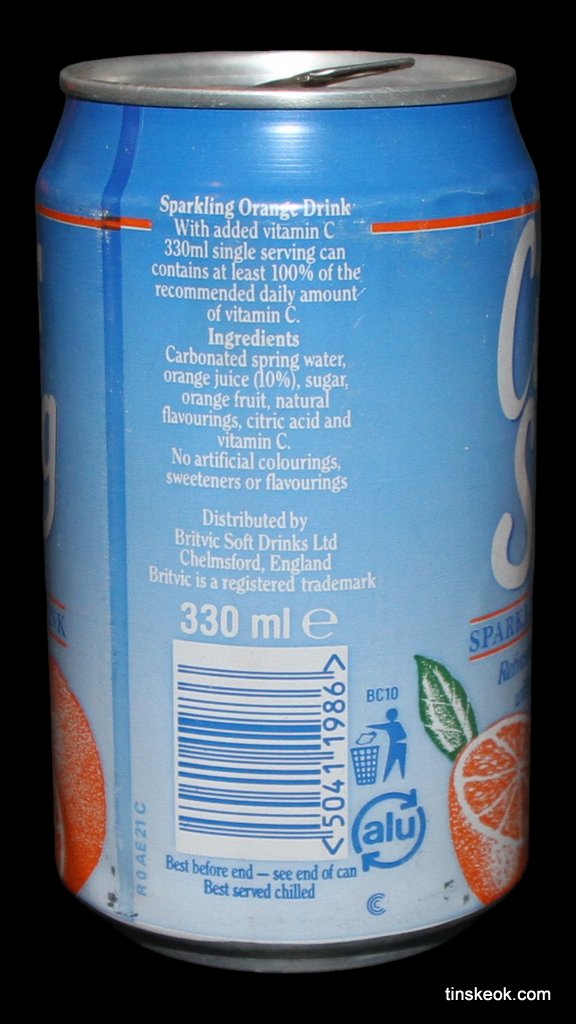 Sparkling Orange Drink
With added vitamin C
330ml single serving can
contains at least 100% of the
recommended daily amount
of vitamin C.
Ingredients
Carbonated spring water,
orange juice (10%), sugar,
orange fruit, natural
flavourings, citric acid and
vitamin C.
No artificial colourings,
sweeteners or flavourings
Distributed by
Britvic Soft Drinks Ltd
Chelmsford, England
Britvic is a registered trademark
330 ml e
<5041 1986>
BC10
alu
Best before end — see end of can
Best served chilled
R0AE21C
C
S
g
tinskeok.com